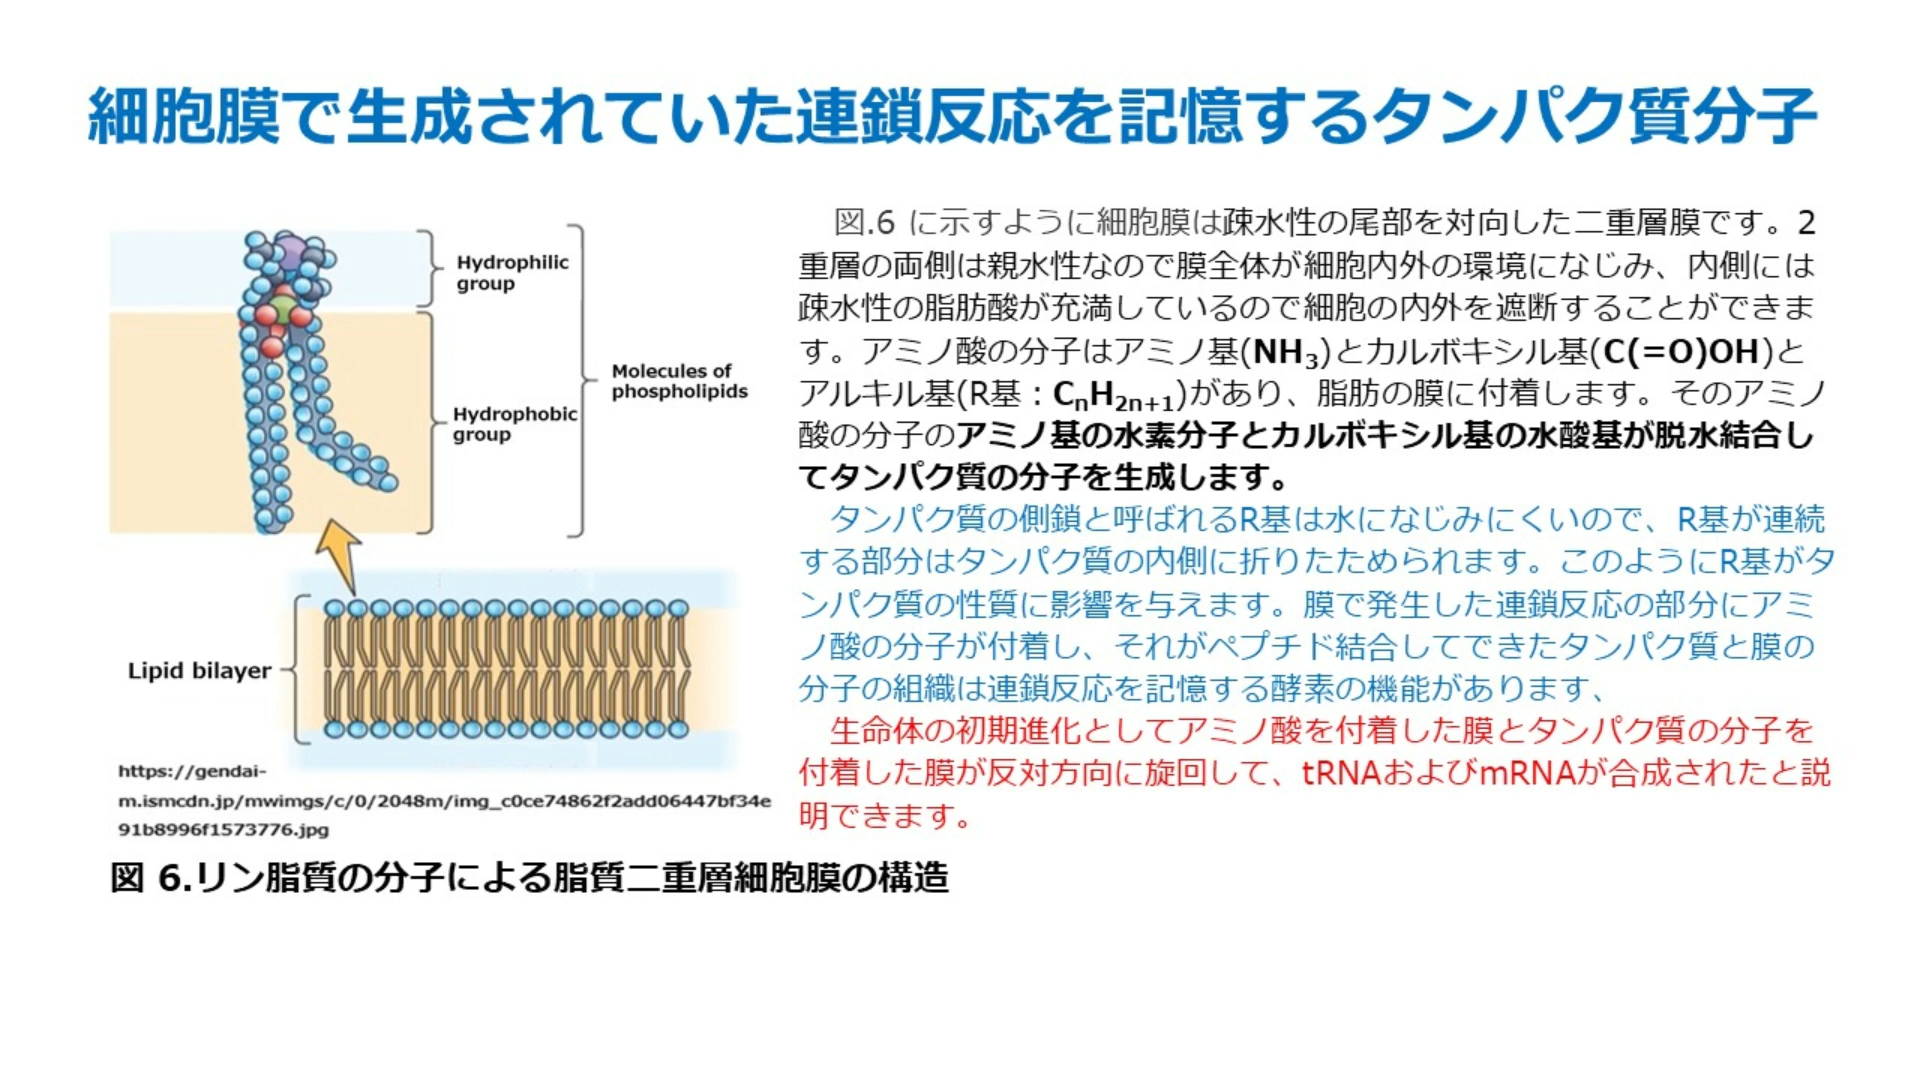 細胞膜で生成されていた連鎖反応を記憶するタンパク質分子
Hydrophilic
group
Molecules of
phospholipids
Hydrophobic
group
Lipid bilayer
https://gendai-
m.ismcdn.jp/mwimgs/c/0/2048m/img_c0ce74862f2add06447bf34e
91b8996f1573776.jpg
図 6.リン脂質の分子による脂質二重層細胞膜の構造
図.6 に示すように細胞膜は疎水性の尾部を対向した二重層膜です。2
重層の両側は親水性なので膜全体が細胞内外の環境になじみ、内側には
疎水性の脂肪酸が充満しているので細胞の内外を遮断することができま
す。アミノ酸の分子はアミノ基(NH₃)とカルボキシル基(C(=O)OH)と
アルキル基(R基：CₙH₂ₙ₊₁)があり、脂肪の膜に付着します。そのアミノ
酸の分子のアミノ基の水素分子とカルボキシル基の水酸基が脱水結合し
てタンパク質の分子を生成します。
タンパク質の側鎖と呼ばれるR基は水になじみにくいので、R基が連続
する部分はタンパク質の内側に折りたためられます。このようにR基がタ
ンパク質の性質に影響を与えます。膜で発生した連鎖反応の部分にアミ
ノ酸の分子が付着し、それがペプチド結合してできたタンパク質と膜の
分子の組織は連鎖反応を記憶する酵素の機能があります、
生命体の初期進化としてアミノ酸を付着した膜とタンパク質の分子を
付着した膜が反対方向に旋回して、tRNAおよびmRNAが合成されたと説
明できます。